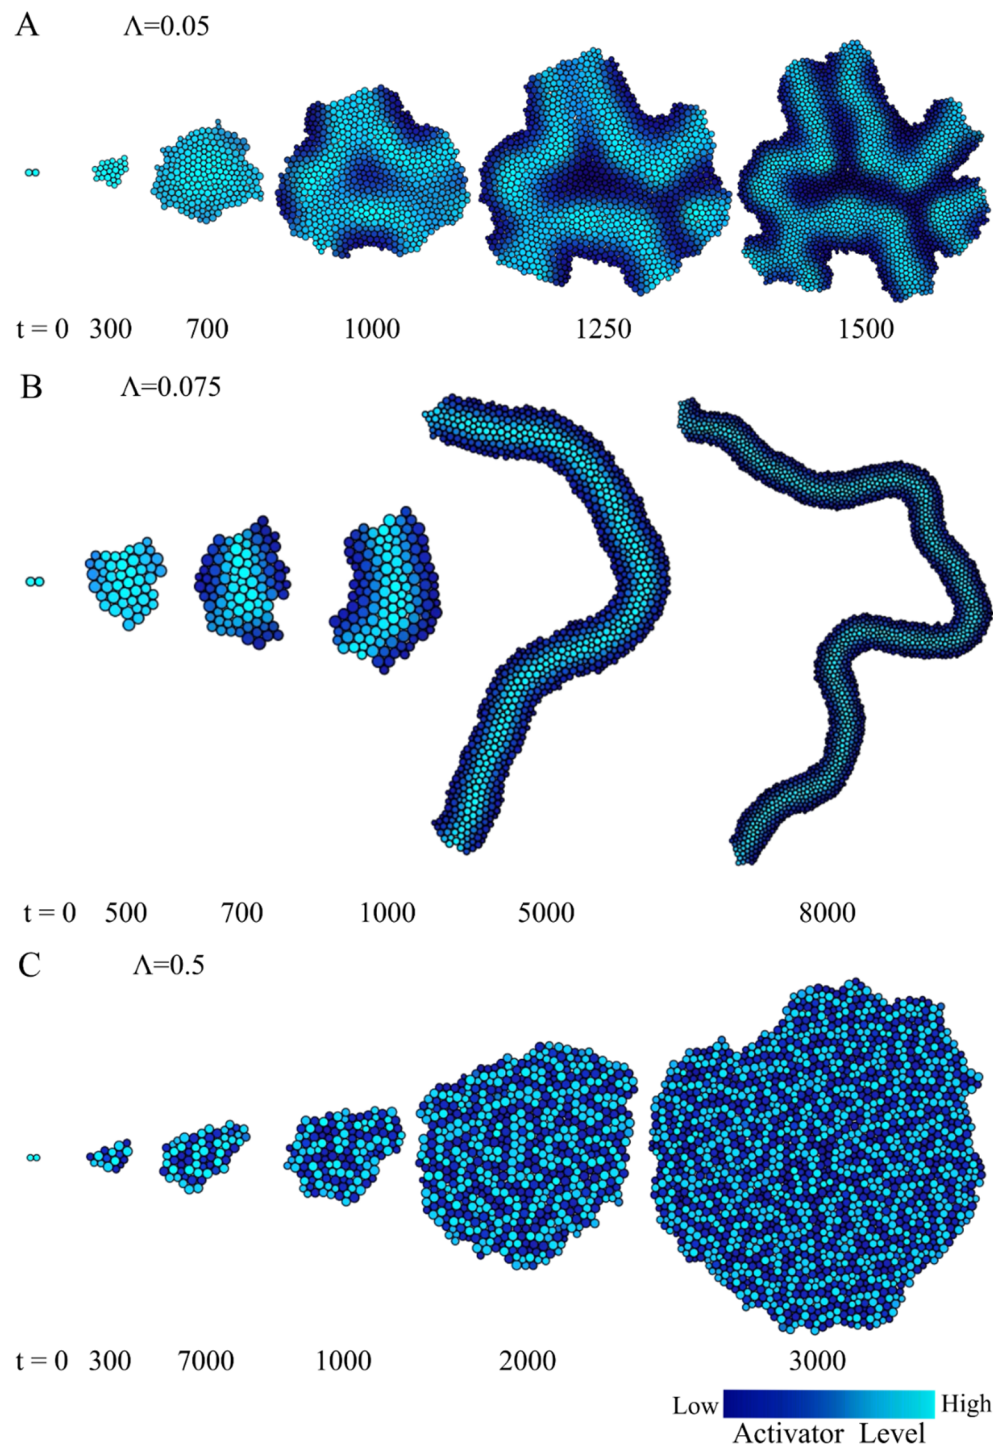 A Λ=0.05
t = 0 300 700 1000 1250 1500
B Λ=0.075
t = 0 500 700 1000 5000 8000
C Λ=0.5
t = 0 300 7000 1000 2000 3000
Low High
Activator Level